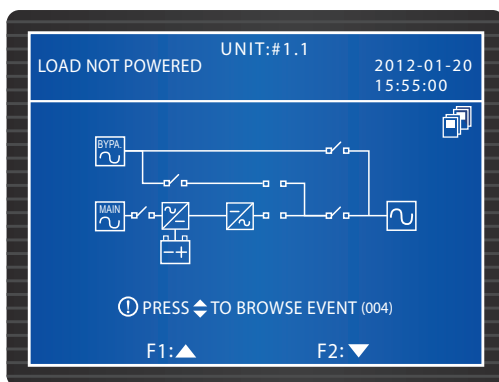 UNIT:#1.1
LOAD NOT POWERED
2012-01-20
15:55:00
BYPA.
MAIN
PRESS TO BROWSE EVENT (004)
F1: F2: